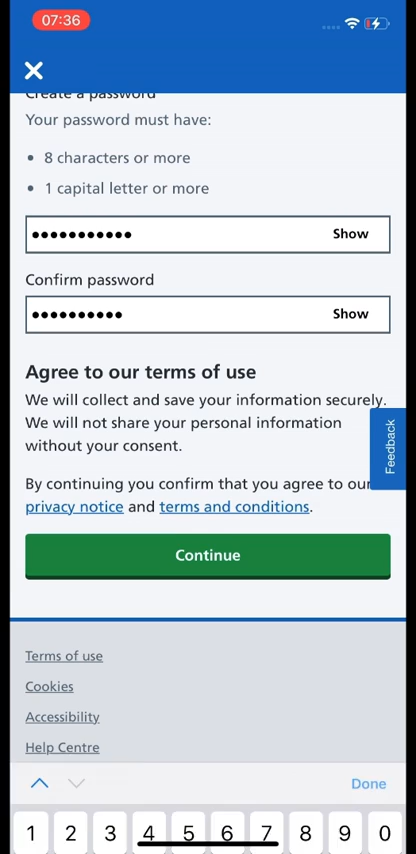 07:36
Create a password
Your password must have:
• 8 characters or more
• 1 capital letter or more
••••••••••• Show
Confirm password
•••••••••• Show
Agree to our terms of use
We will collect and save your information securely.
We will not share your personal information
without your consent.
Feedback
By continuing you confirm that you agree to our
privacy notice and terms and conditions.
Continue
Terms of use
Cookies
Accessibility
Help Centre
Done
1 2 3 4 5 6 7 8 9 0